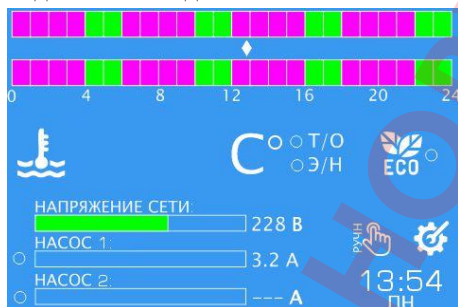 0 4 8 12 16 20 24
C° Т/О
Э/Н
ECO
НАПРЯЖЕНИЕ СЕТИ:
228 В
НАСОС 1:
3.2 А
РУЧН
НАСОС 2:
--- А
13:54
ПН